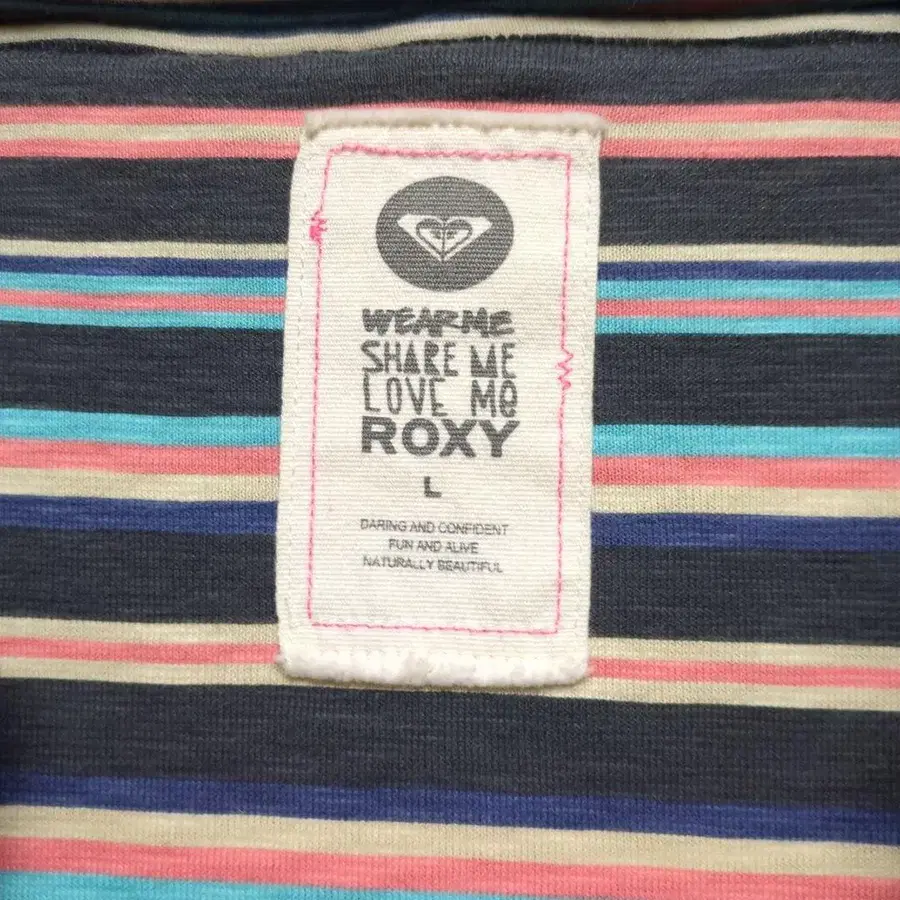 WEAR ME
SHARE ME
LOVE ME
ROXY
L
DARING AND CONFIDENT
FUN AND ALIVE
NATURALLY BEAUTIFUL